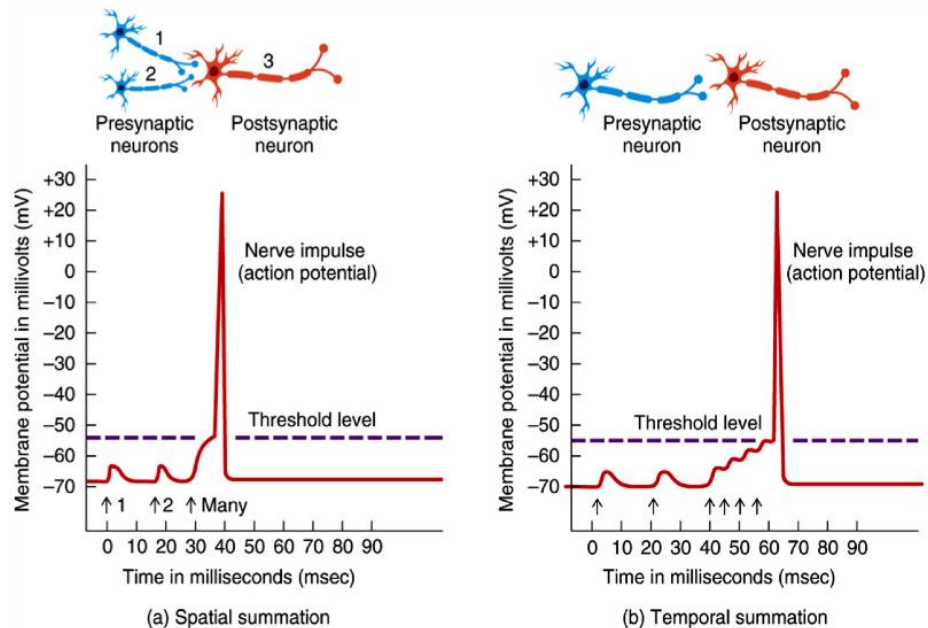 1
2
3
Presynaptic
neurons
Postsynaptic
neuron
Membrane potential in millivolts (mV)
+30
+20
+10
0
–10
–20
–30
–40
–50
–60
–70
Nerve impulse
(action potential)
Threshold level
1
2
Many
0 10 20 30 40 50 60 70 80 90
Time in milliseconds (msec)
(a) Spatial summation
Presynaptic
neuron
Postsynaptic
neuron
Membrane potential in millivolts (mV)
+30
+20
+10
0
–10
–20
–30
–40
–50
–60
–70
Nerve impulse
(action potential)
Threshold level
0 10 20 30 40 50 60 70 80 90
Time in milliseconds (msec)
(b) Temporal summation